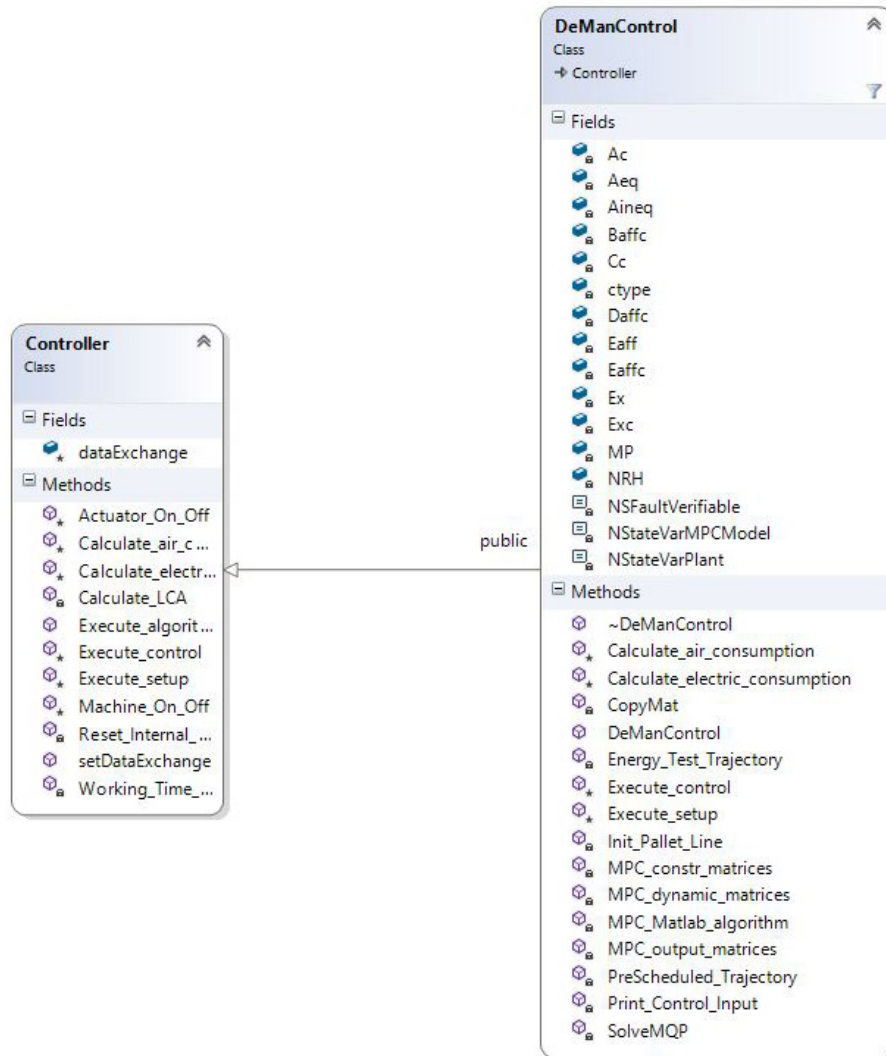 DeManControl
Class
Controller
Fields
Ac
Aeq
Aineq
Baffc
Cc
ctype
Daffc
Eaff
Eaffc
Ex
Exc
MP
NRH
NSFaultVerifiable
NStateVarMPCModel
NStateVarPlant
Methods
~DeManControl
Calculate_air_consumption
Calculate_electric_consumption
CopyMat
DeManControl
Energy_Test_Trajectory
Execute_control
Execute_setup
Init_Pallet_Line
MPC_constr_matrices
MPC_dynamic_matrices
MPC_Matlab_algorithm
MPC_output_matrices
PreScheduled_Trajectory
Print_Control_Input
SolveMQP
public
Controller
Class
Fields
dataExchange
Methods
Actuator_On_Off
Calculate_air_c ...
Calculate_electr...
Calculate_LCA
Execute_algorit ...
Execute_control
Execute_setup
Machine_On_Off
Reset_Internal_ ...
setDataExchange
Working_Time_...